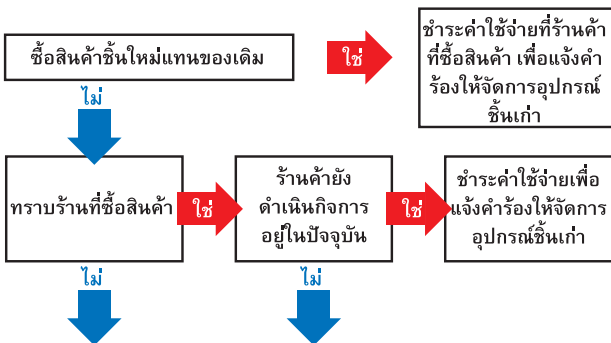 ซื้อสินค้าชิ้นใหม่แทนของเดิม
ใช่
ชำระค่าใช้จ่ายที่ร้านค้า
ที่ซื้อสินค้า เพื่อแจ้งคำ
ร้องให้จัดการอุปกรณ์
ชิ้นเก่า
ไม่
ทราบร้านที่ซื้อสินค้า
ใช่
ร้านค้ายัง
ดำเนินกิจการ
อยู่ในปัจจุบัน
ใช่
ชำระค่าใช้จ่ายเพื่อ
แจ้งคำร้องให้จัดการ
อุปกรณ์ชิ้นเก่า
ไม่
ไม่